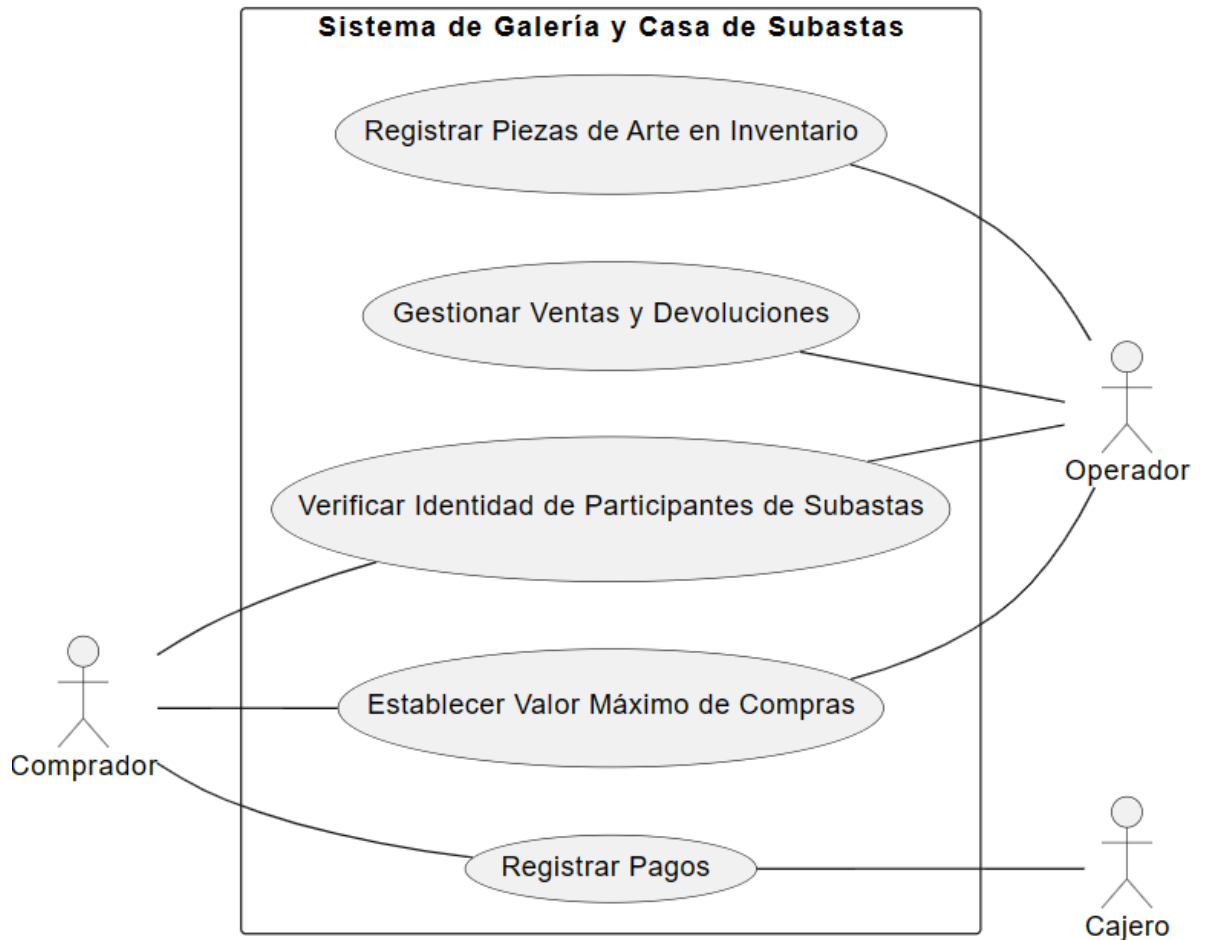 Sistema de Galería y Casa de Subastas
Registrar Piezas de Arte en Inventario
Gestionar Ventas y Devoluciones
Operador
Verificar Identidad de Participantes de Subastas
Establecer Valor Máximo de Compras
Comprador
Registrar Pagos
Cajero